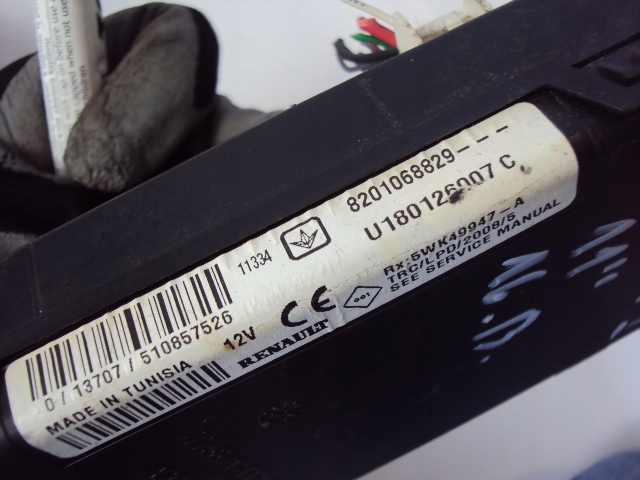 8201068829---
U180126007 C
11334
Rx:5WK49947-A
TRC/LPD/2008/5
SEE SERVICE MANUAL
001
12V
CE
RENAULT
0/13707/510857526
MADE IN TUNISIA